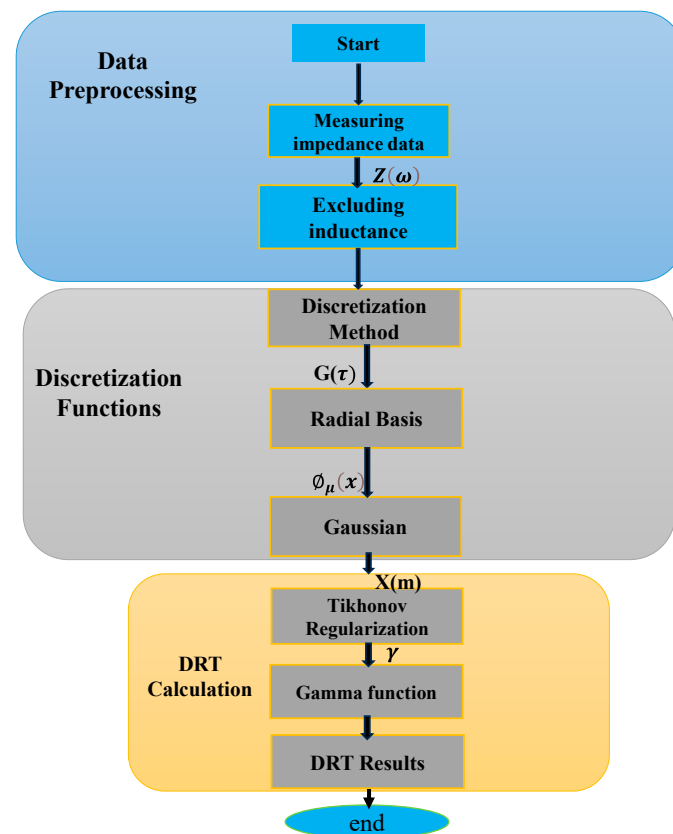 Start
Data
Preprocessing
Measuring
impedance data
Z(ω)
Excluding
inductance
Discretization
Method
G(τ)
Discretization
Functions
Radial Basis
∅μ(x)
Gaussian
X(m)
Tikhonov
Regularization
γ
DRT
Calculation
Gamma function
DRT Results
end